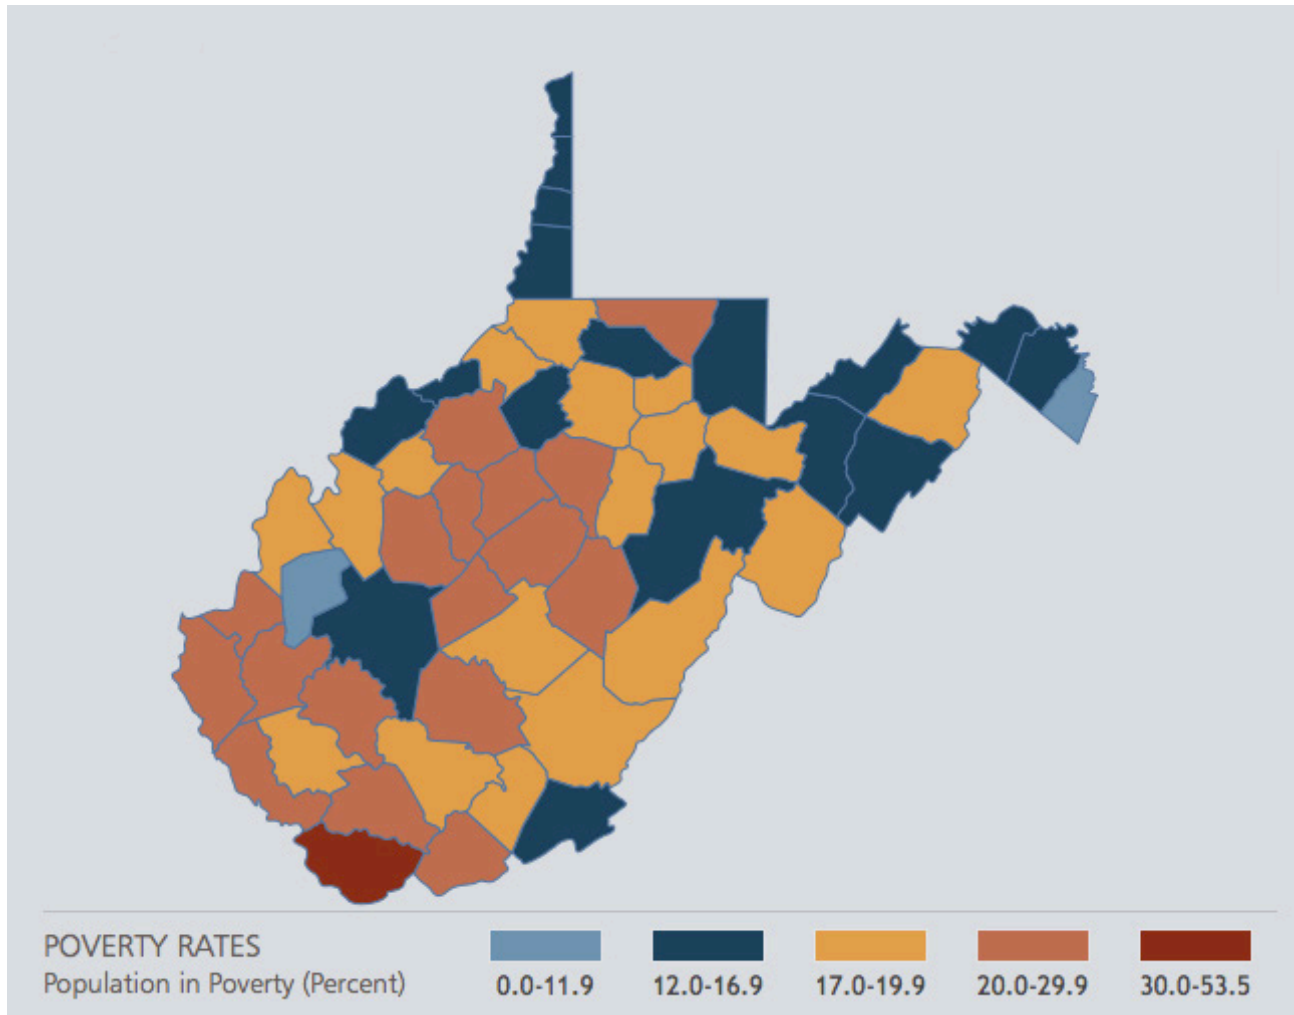 POVERTY RATES
Population in Poverty (Percent)
0.0-11.9
12.0-16.9
17.0-19.9
20.0-29.9
30.0-53.5